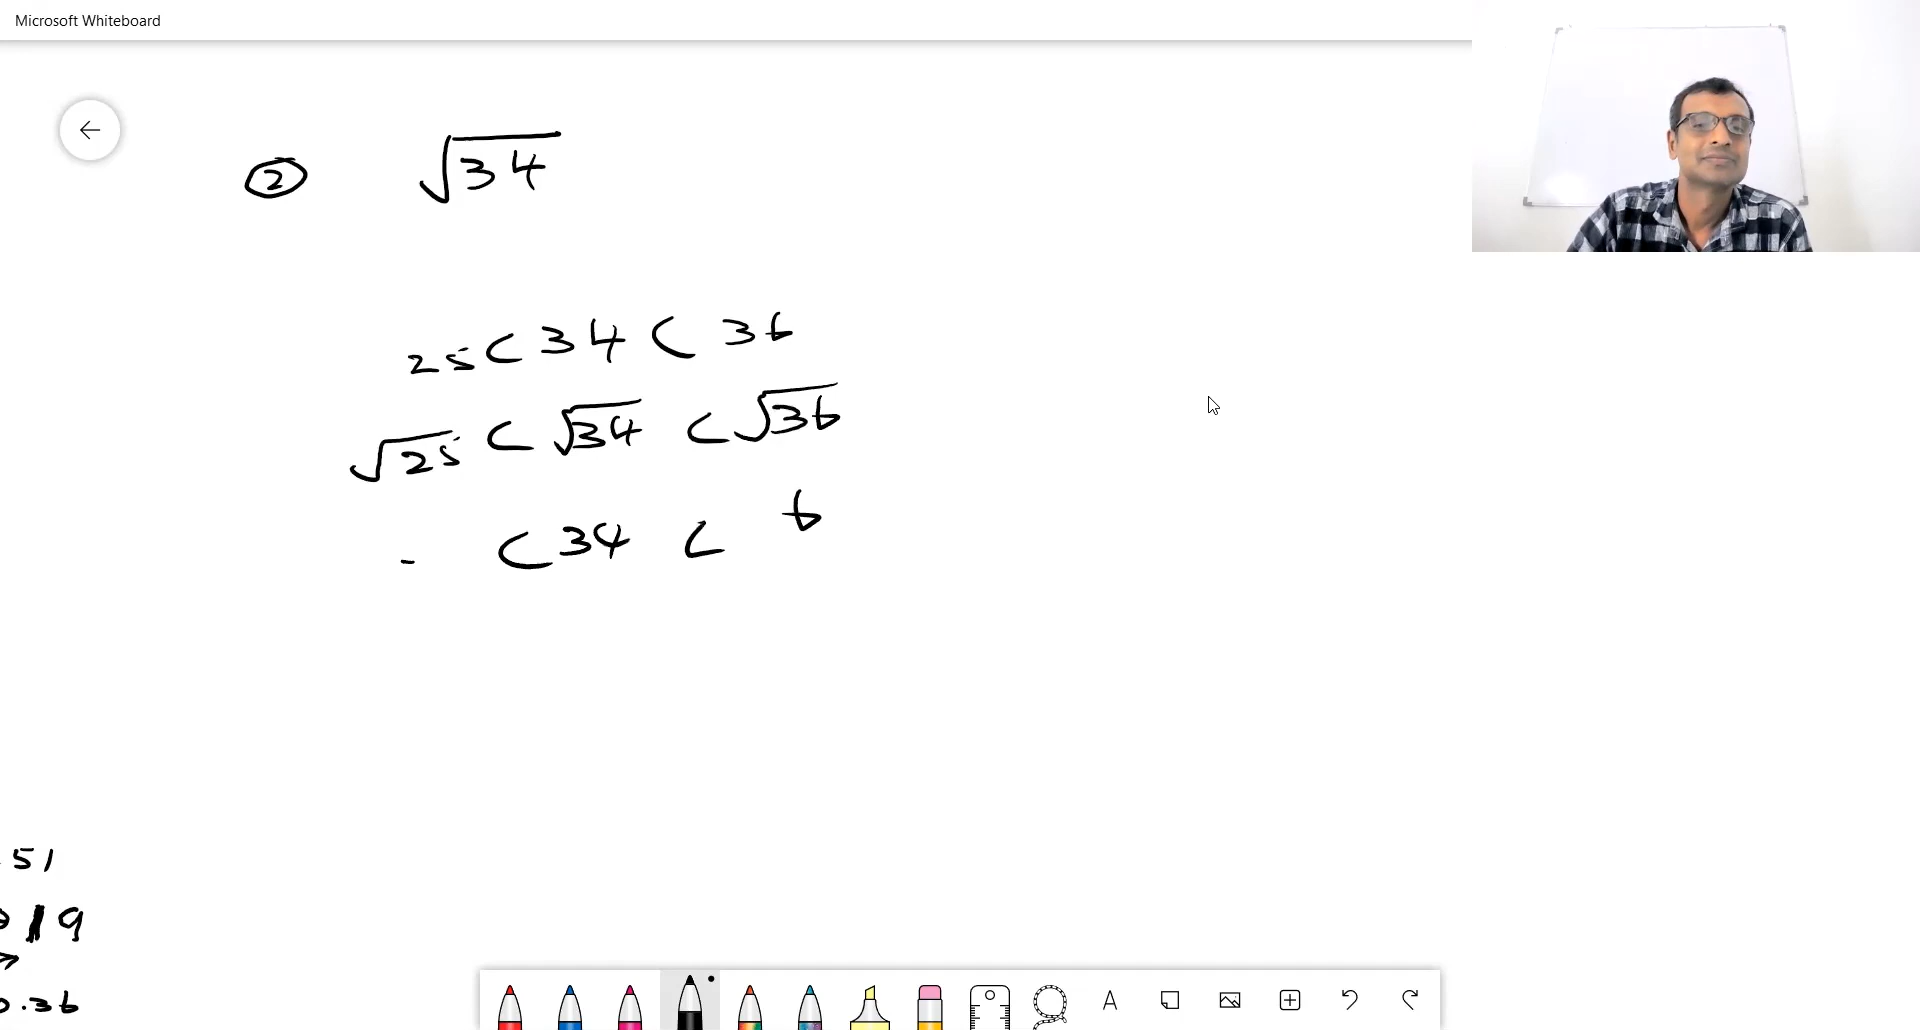 Microsoft Whiteboard
② √34
25 < 34 < 36
√25 < √34 < √36
- < 34 < 6
51
19
.36
A